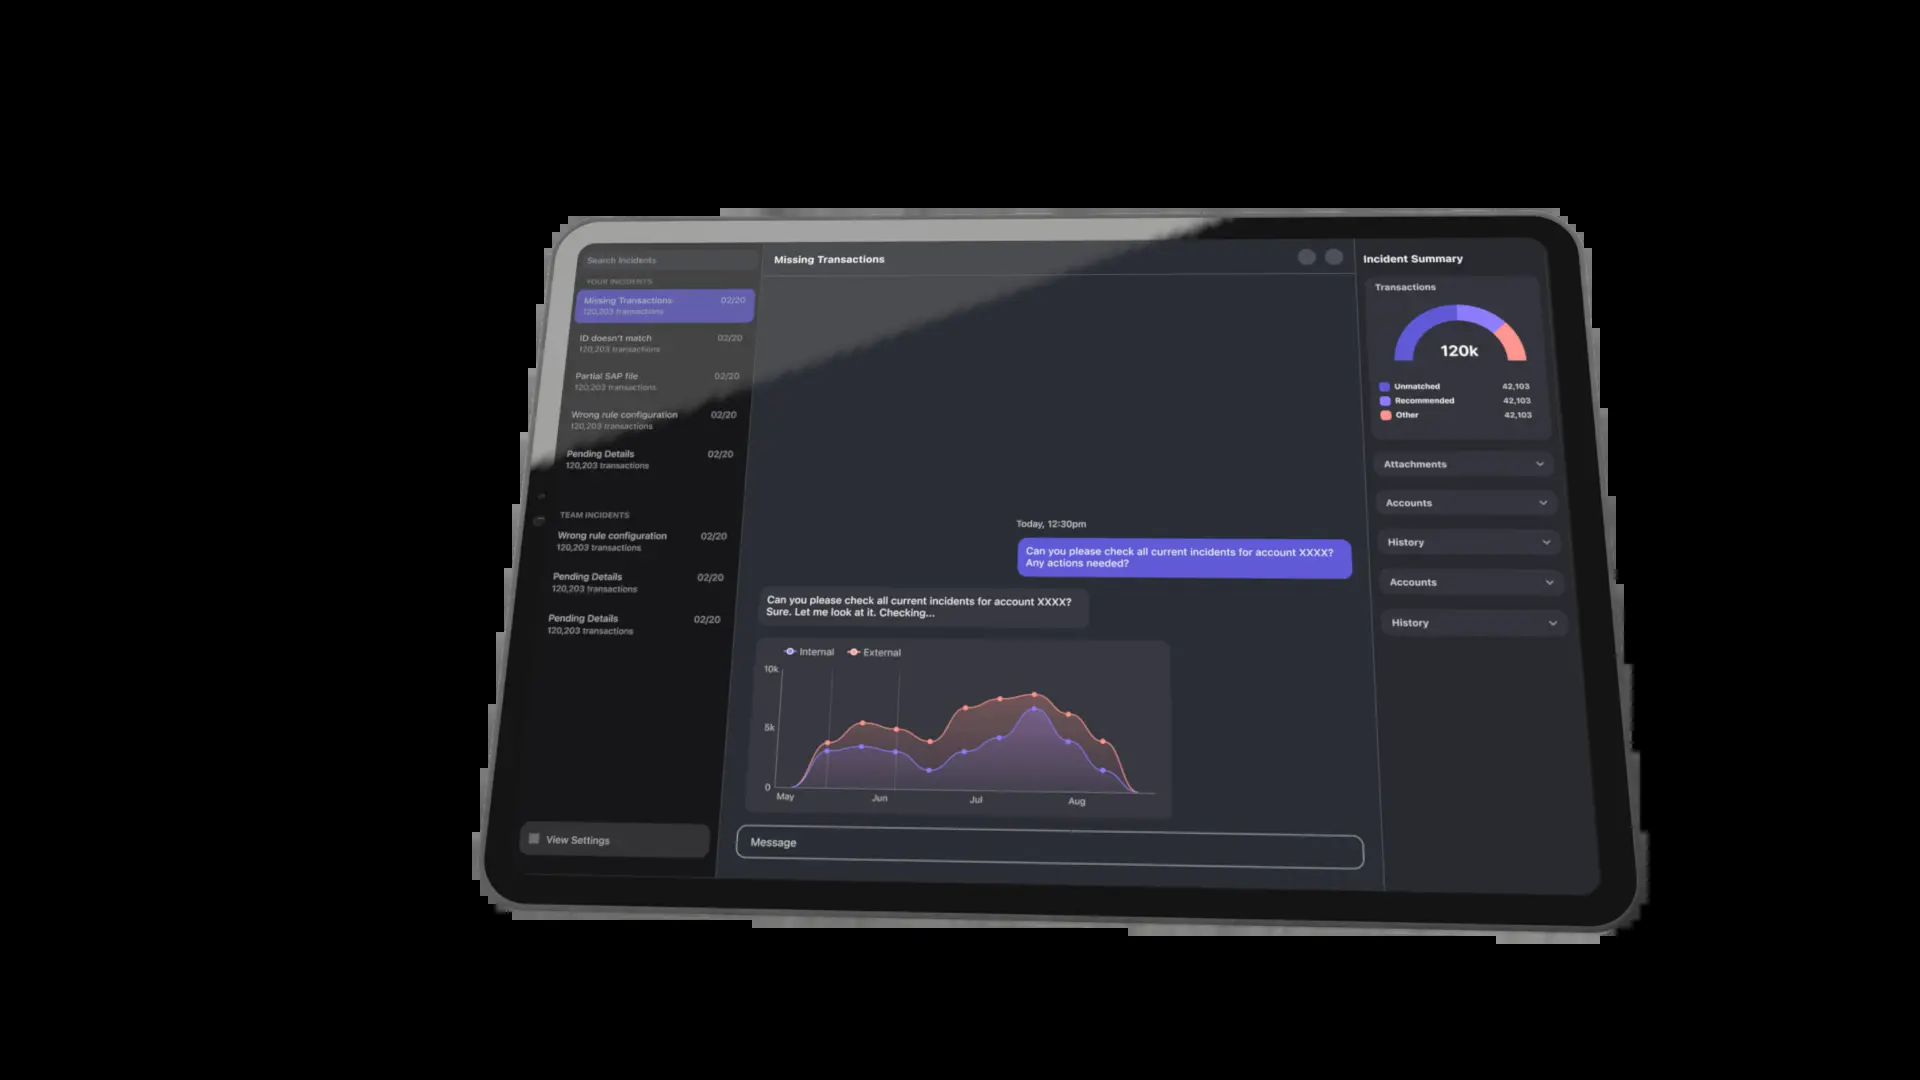 Search Incidents
YOUR INCIDENTS
Missing Transactions 02/20
120,203 transactions
ID doesn't match 02/20
120,203 transactions
Partial SAP file 02/20
120,203 transactions
Wrong rule configuration 02/20
120,203 transactions
Pending Details 02/20
120,203 transactions
TEAM INCIDENTS
Wrong rule configuration 02/20
120,203 transactions
Pending Details 02/20
120,203 transactions
Pending Details 02/20
120,203 transactions
View Settings
Missing Transactions
Today, 12:30pm
Can you please check all current incidents for account XXXX?
Any actions needed?
Can you please check all current incidents for account XXXX?
Sure. Let me look at it. Checking...
Internal External
10k
5k
0
May Jun Jul Aug
Message
Incident Summary
Transactions
120k
Unmatched 42,103
Recommended 42,103
Other 42,103
Attachments
Accounts
History
Accounts
History